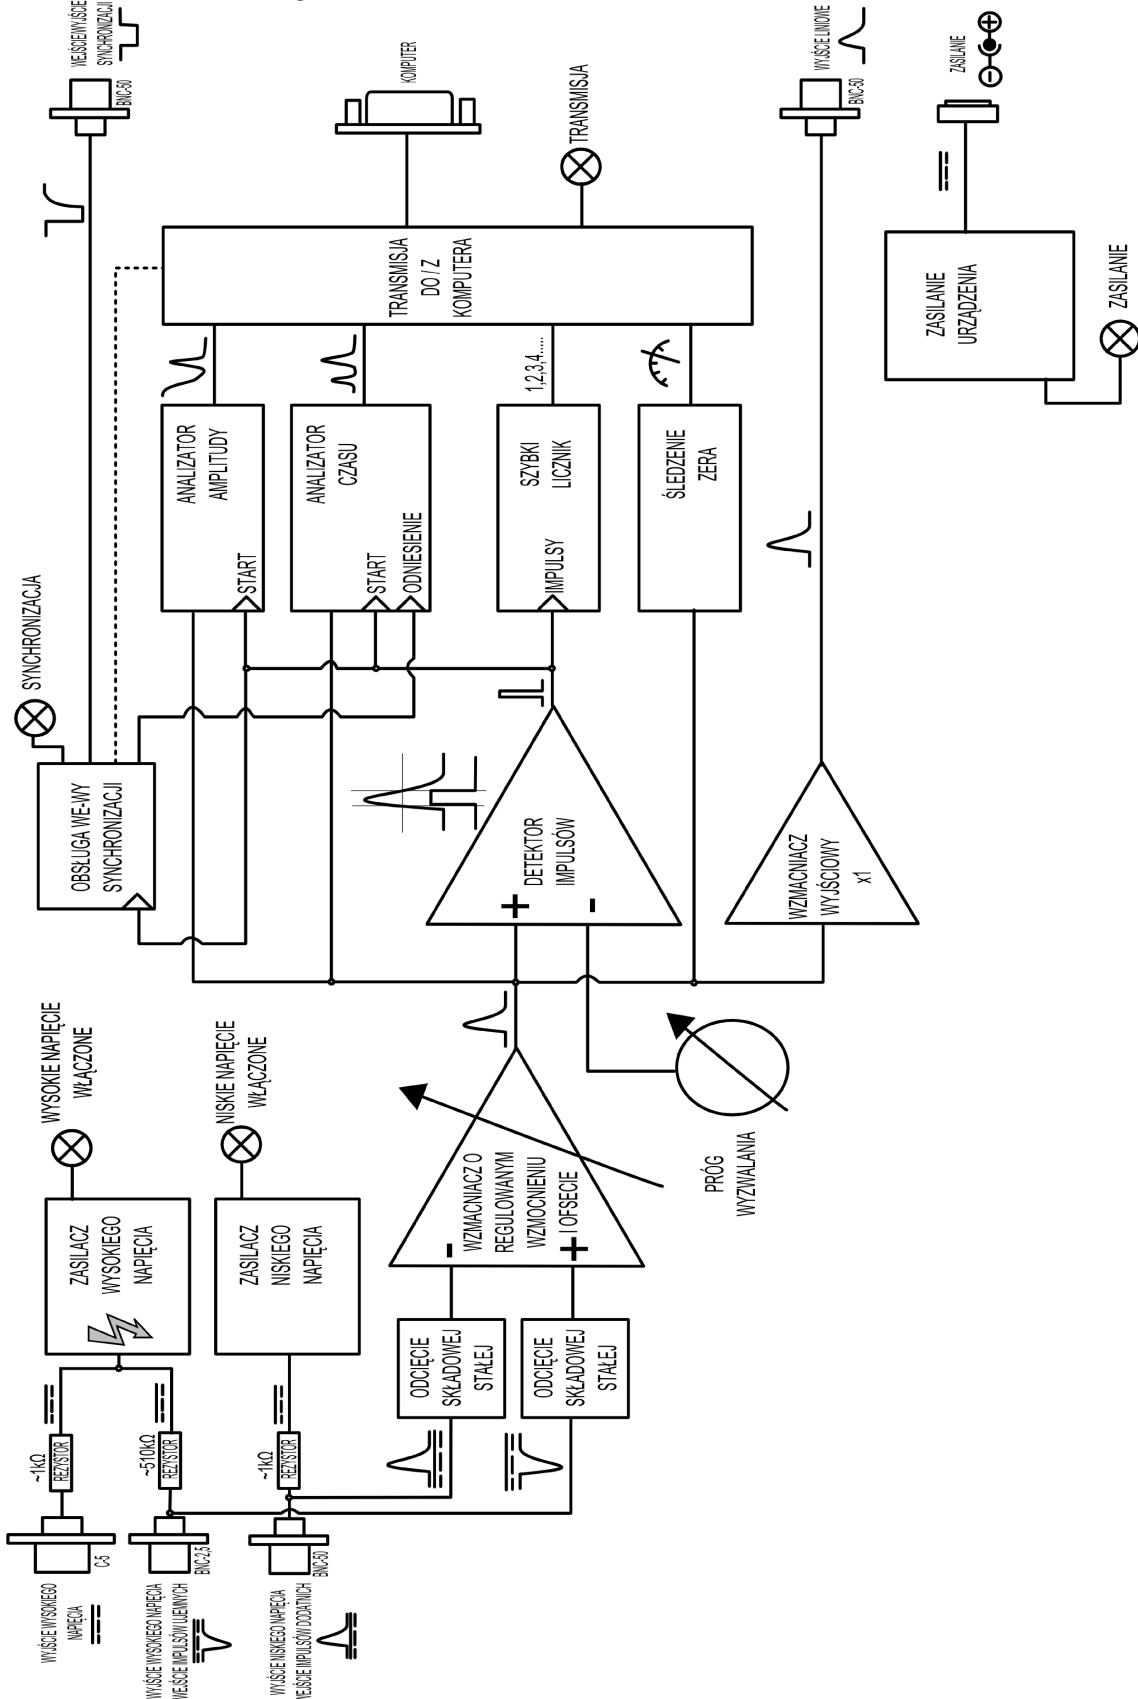 WYJŚCIE WYSOKIEGO
NAPIĘCIA
C-5
~1kΩ
REZYSTOR
ZASILACZ
WYSOKIEGO
NAPIĘCIA
WYSOKIE NAPIĘCIE
WŁĄCZONE
WYJŚCIE WYSOKIEGO NAPIĘCIA
WEJŚCIE IMPULSÓW UJEMNYCH
BNC-2,5
~510kΩ
REZYSTOR
WYJŚCIE NISKIEGO NAPIĘCIA
WEJŚCIE IMPULSÓW DODATNICH
BNC-50
~1kΩ
REZYSTOR
ZASILACZ
NISKIEGO
NAPIĘCIA
NISKIE NAPIĘCIE
WŁĄCZONE
ODCIĘCIE
SKŁADOWEJ
STAŁEJ
ODCIĘCIE
SKŁADOWEJ
STAŁEJ
-
+
WZMACNIACZ O
REGULOWANYM
WZMOCNIENIU
I OFSECIE
PRÓG
WYZWALANIA
+
-
DETEKTOR
IMPULSÓW
WZMACNIACZ
WYJŚCIOWY
x1
OBSŁUGA WE-WY
SYNCHRONIZACJI
SYNCHRONIZACJA
START
ANALIZATOR
AMPLITUDY
START
ODNIESIENIE
ANALIZATOR
CZASU
IMPULSY
SZYBKI
LICZNIK
1,2,3,4.....
ŚLEDZENIE
ZERA
TRANSMISJA
DO / Z
KOMPUTERA
KOMPUTER
TRANSMISJA
WEJŚCIE/WYJŚCIE
SYNCHRONIZACJI
BNC-50
WYJŚCIE LINIOWE
BNC-50
ZASILANIE
URZĄDZENIA
ZASILANIE
ZASILANIE